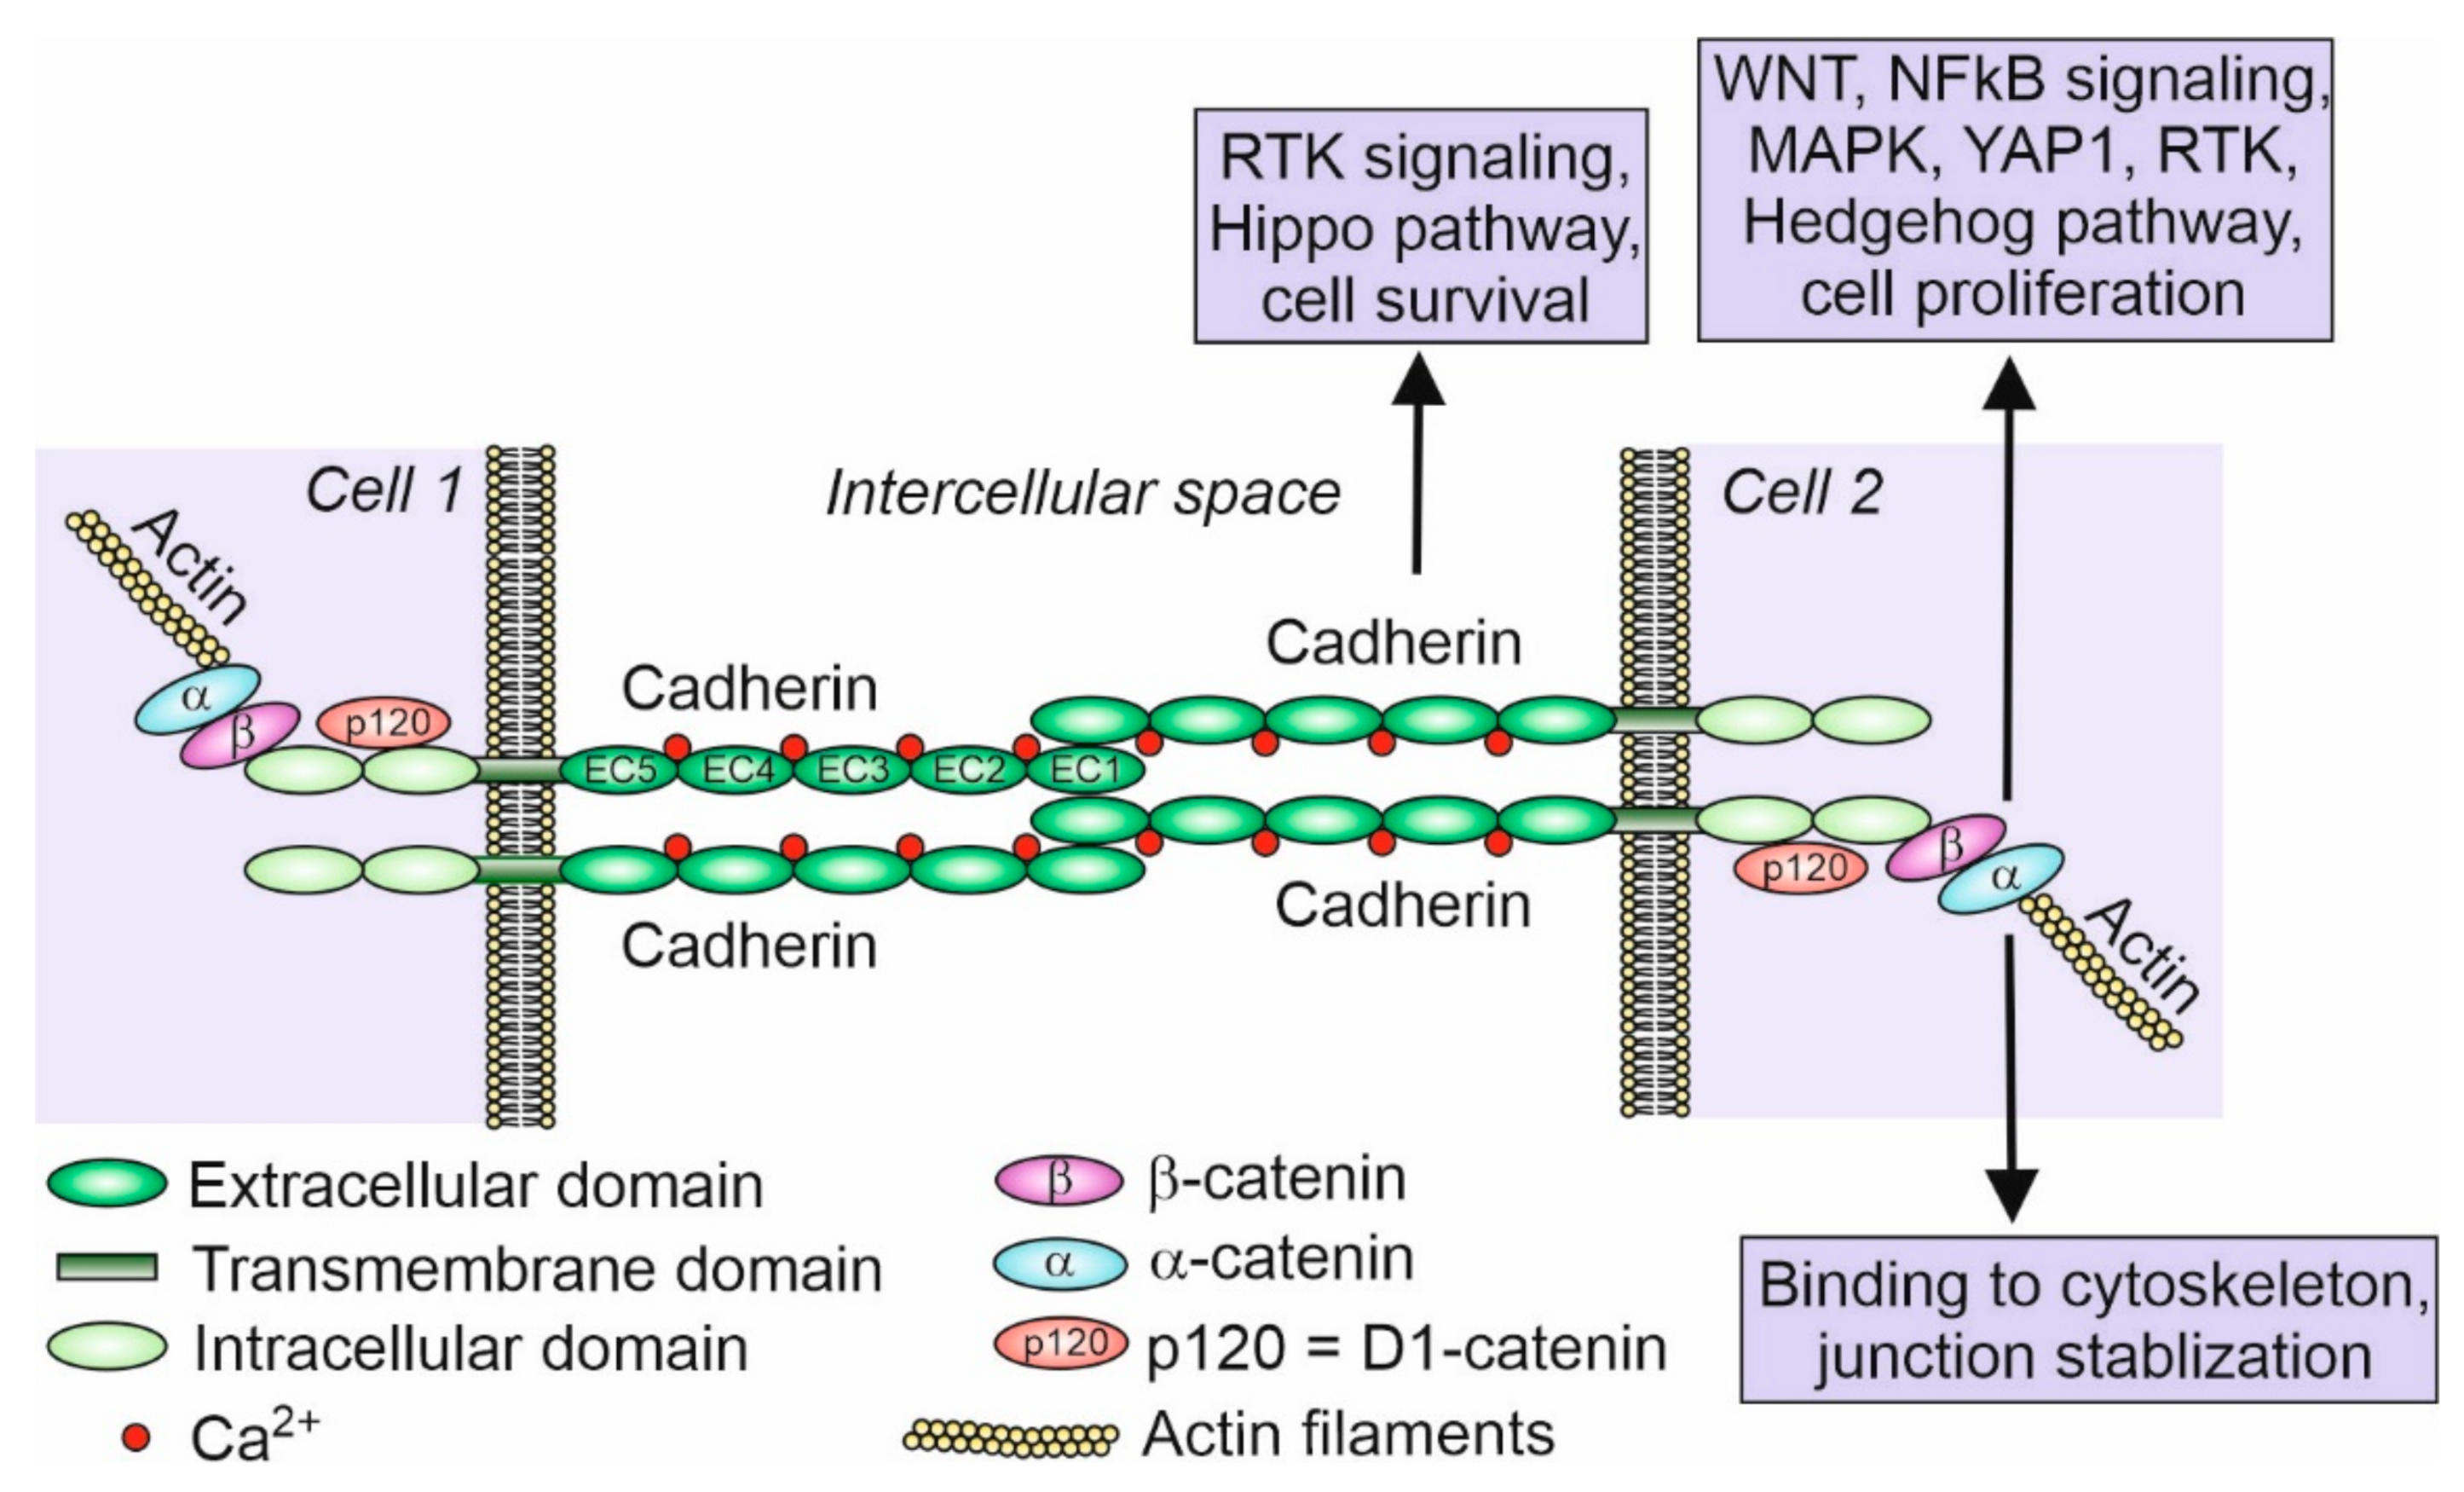 RTK signaling,
Hippo pathway,
cell survival
WNT, NFkB signaling,
MAPK, YAP1, RTK,
Hedgehog pathway,
cell proliferation
Cell 1
Intercellular space
Cell 2
Actin
Cadherin
Cadherin
α
β
p120
EC5
EC4
EC3
EC2
EC1
Cadherin
Cadherin
p120
β
α
Actin
Binding to cytoskeleton,
junction stablization
Extracellular domain
Transmembrane domain
Intracellular domain
Ca²⁺
β
β-catenin
α
α-catenin
p120
p120 = D1-catenin
Actin filaments